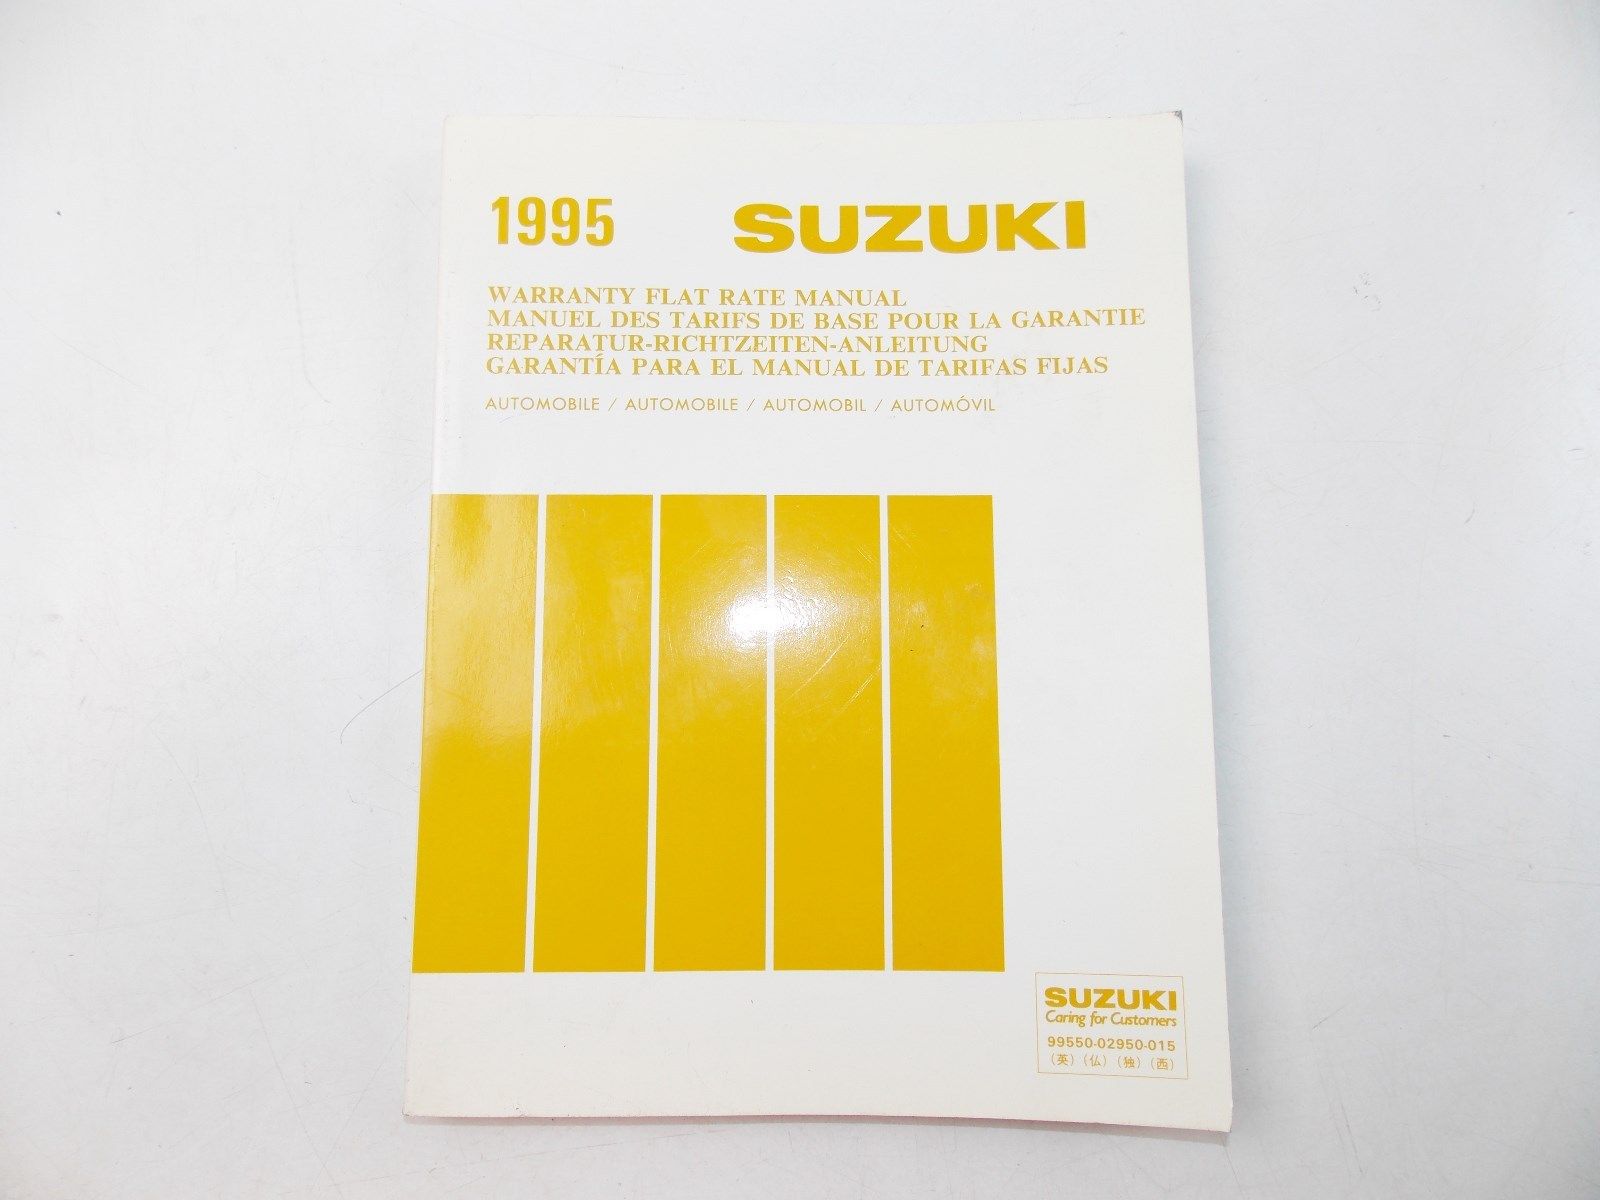 1995 SUZUKI
WARRANTY FLAT RATE MANUAL
MANUEL DES TARIFS DE BASE POUR LA GARANTIE
REPARATUR-RICHTZEITEN-ANLEITUNG
GARANTÍA PARA EL MANUAL DE TARIFAS FIJAS
AUTOMOBILE / AUTOMOBILE / AUTOMOBIL / AUTOMÓVIL
SUZUKI
Caring for Customers
99550-02950-015
(英) (仏) (独) (西)